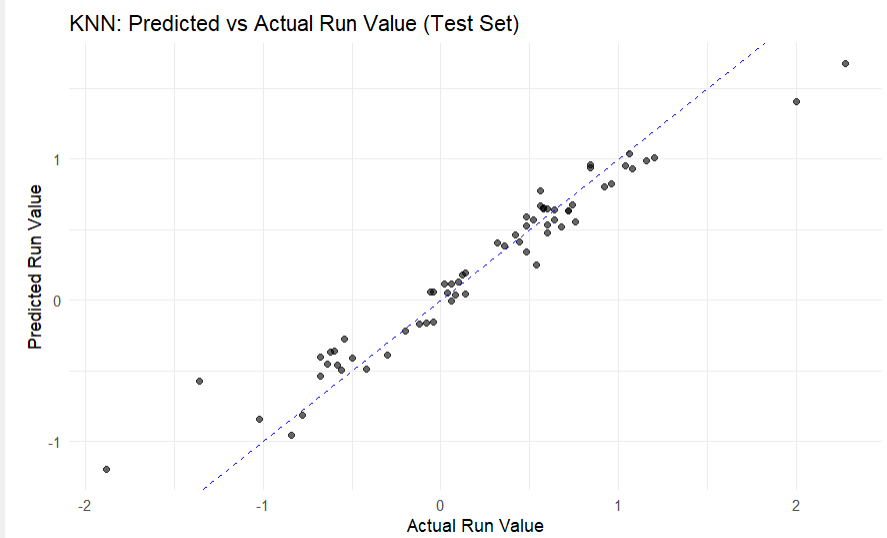 KNN: Predicted vs Actual Run Value (Test Set)
Predicted Run Value
1
0
-1
-2 -1 0 1 2
Actual Run Value